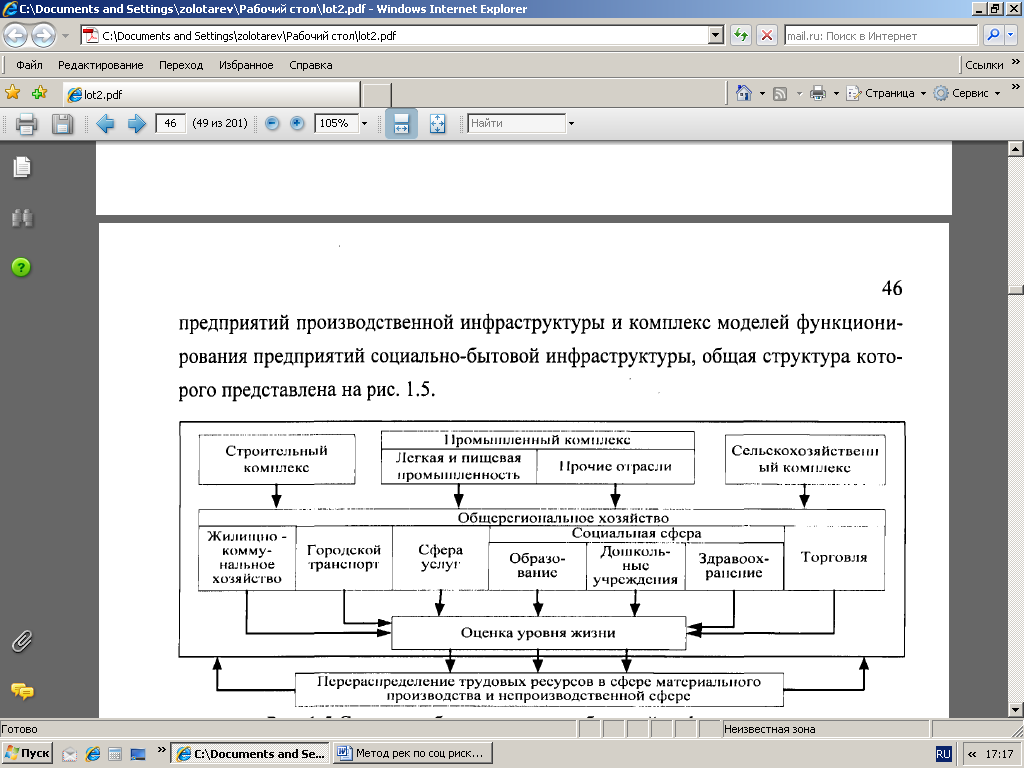 C:\Documents and Settings\zolotarev\Рабочий стол\lot2.pdf - Windows Internet Explorer
C:\Documents and Settings\zolotarev\Рабочий стол\lot2.pdf
mail.ru: Поиск в Интернет
Файл Редактирование Переход Избранное Справка Ссылки »
lot2.pdf
Страница Сервис »
46 (49 из 201) 105% Найти
46
предприятий производственной инфраструктуры и комплекс моделей функциони-
рования предприятий социально-бытовой инфраструктуры, общая структура кото-
рого представлена на рис. 1.5.
Строительный
комплекс
Промышленный комплекс
Легкая и пищевая
промышленность
Прочие отрасли
Сельскохозяйственн
ый комплекс
Общерегиональное хозяйство
Жилищно -
комму-
нальное
хозяйство
Городской
транспорт
Сфера
услуг
Социальная сфера
Образо-
вание
Дошколь-
ные
учреждения
Здравоох-
ранение
Торговля
Оценка уровня жизни
Перераспределение трудовых ресурсов в сфере материального
производства и непроизводственной сфере
Готово
Неизвестная зона
Пуск
»
C:\Documents and Se...
Метод рек по соц риск...
RU
«
17:17